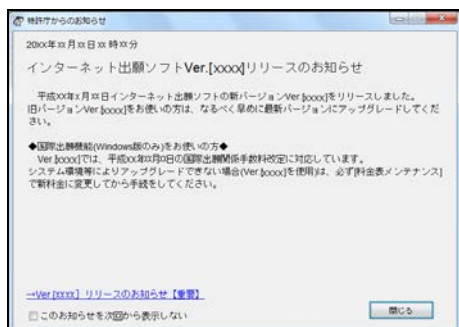 特許庁からのお知らせ
20xx年xx月xx日xx時xx分
インターネット出願ソフトVer.[xxxx]リリースのお知らせ
平成xx年x月xx日インターネット出願ソフトの新バージョンVer.[xxxx]をリリースしました。
旧バージョンVer.[xxxx]をお使いの方は、なるべく早めに最新バージョンにアップグレードしてくだ
さい。
◆国際出願機能(Windows版のみ)をお使いの方◆
Ver.[xxxx]では、平成xx年xx月xx日の国際出願関係手数料改定に対応しています。
システム環境等によりアップグレードできない場合(Ver.[xxxx]を使用)は、必ず[料金表メンテナンス]
で新料金に変更してから手続をしてください。
→Ver.[xxxx] リリースのお知らせ【重要】
このお知らせを次回から表示しない
閉じる